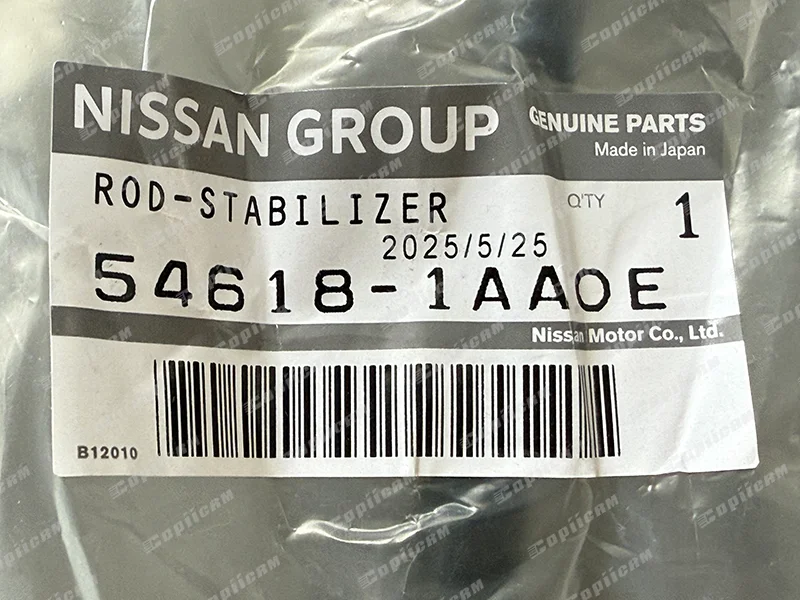 NISSAN GROUP
GENUINE PARTS
Made in Japan
ROD-STABILIZER
Q'TY 1
2025/5/25
54618-1AA0E
Nissan Motor Co., Ltd.
B12010
CopiiCRM